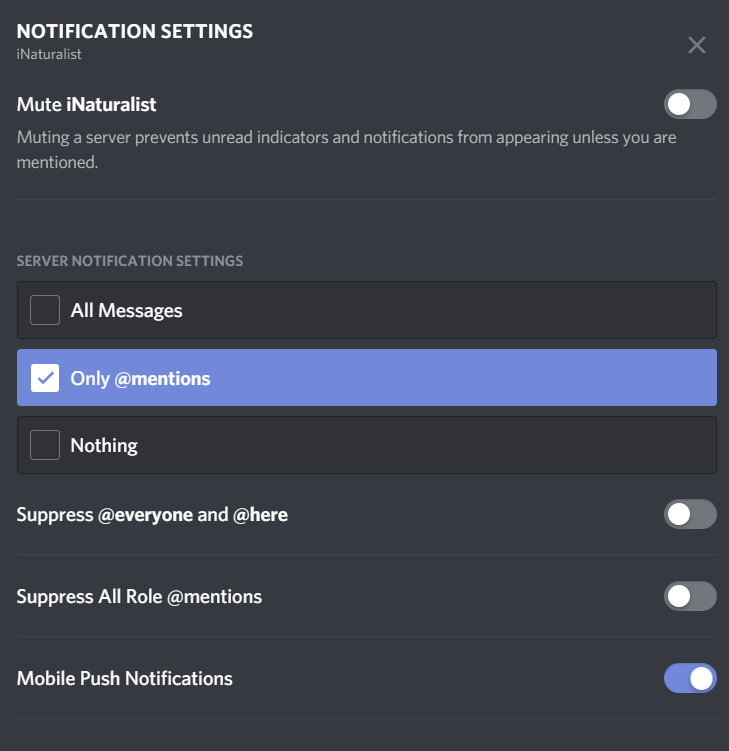 NOTIFICATION SETTINGS
iNaturalist
Mute iNaturalist
Muting a server prevents unread indicators and notifications from appearing unless you are
mentioned.
SERVER NOTIFICATION SETTINGS
All Messages
Only @mentions
Nothing
Suppress @everyone and @here
Suppress All Role @mentions
Mobile Push Notifications